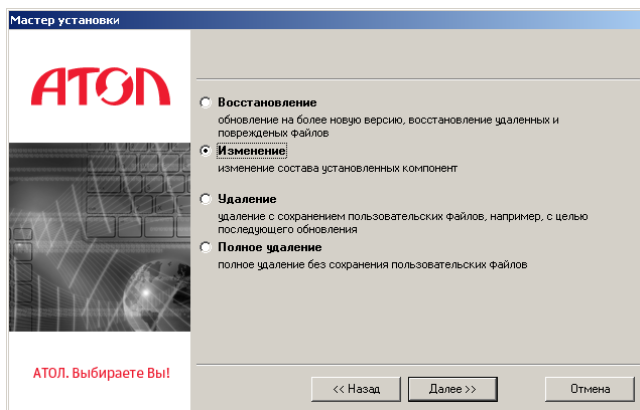 Мастер установки
АТОЛ
Восстановление
обновление на более новую версию, восстановление удаленных и
поврежденых файлов
Изменение
изменение состава установленных компонент
Удаление
удаление с сохранением пользовательских файлов, например, с целью
последующего обновления
Полное удаление
полное удаление без сохранения пользовательских файлов
АТОЛ. Выбираете Вы!
<< Назад
Далее >>
Отмена